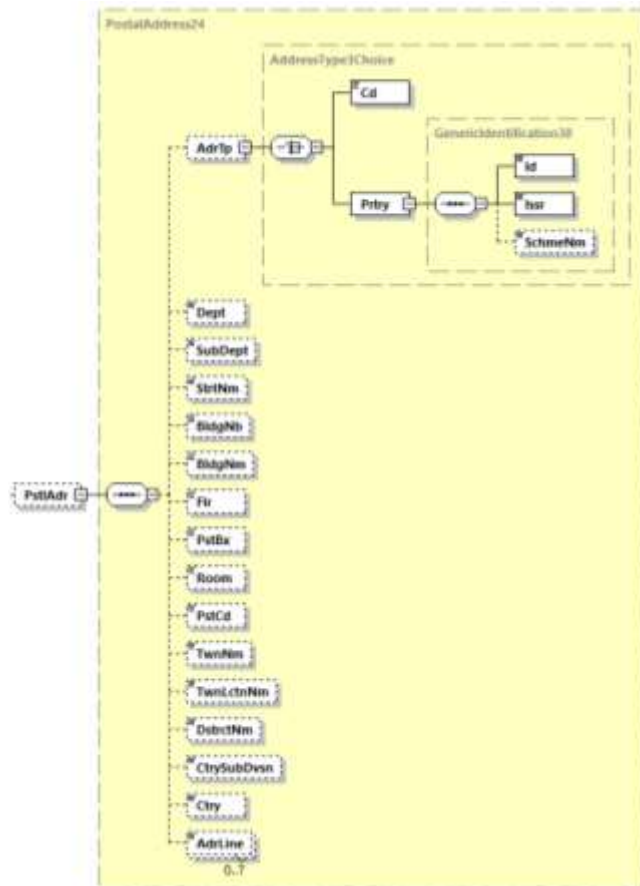 PostalAddress24
AddressType3Choice
Cd
GenericIdentification30
AdrTp
Id
Prtry
Issr
SchmeNm
Dept
SubDept
StrtNm
BldgNb
BldgNm
Flr
PstlAdr
PstBx
Room
PstCd
TwnNm
TwnLctnNm
DstrctNm
CtrySubDvsn
Ctry
AdrLine
0..7